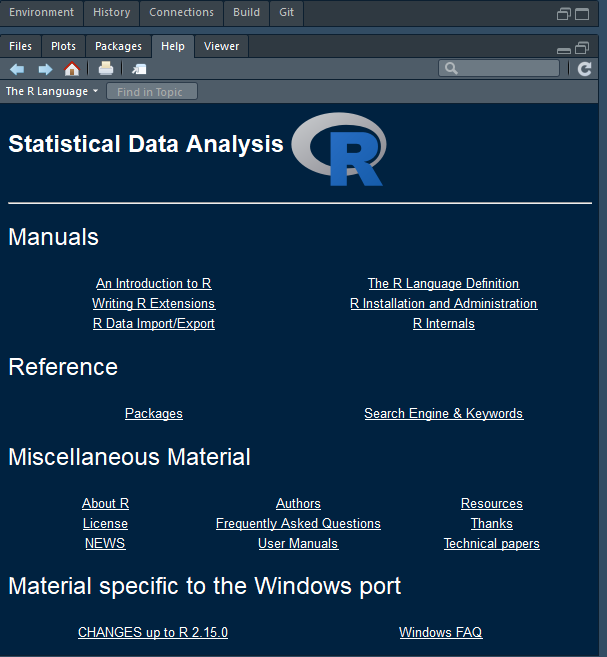 Environment History Connections Build Git
Files Plots Packages Help Viewer
The R Language Find in Topic
Statistical Data Analysis R
Manuals
An Introduction to R The R Language Definition
Writing R Extensions R Installation and Administration
R Data Import/Export R Internals
Reference
Packages Search Engine & Keywords
Miscellaneous Material
About R Authors Resources
License Frequently Asked Questions Thanks
NEWS User Manuals Technical papers
Material specific to the Windows port
CHANGES up to R 2.15.0 Windows FAQ